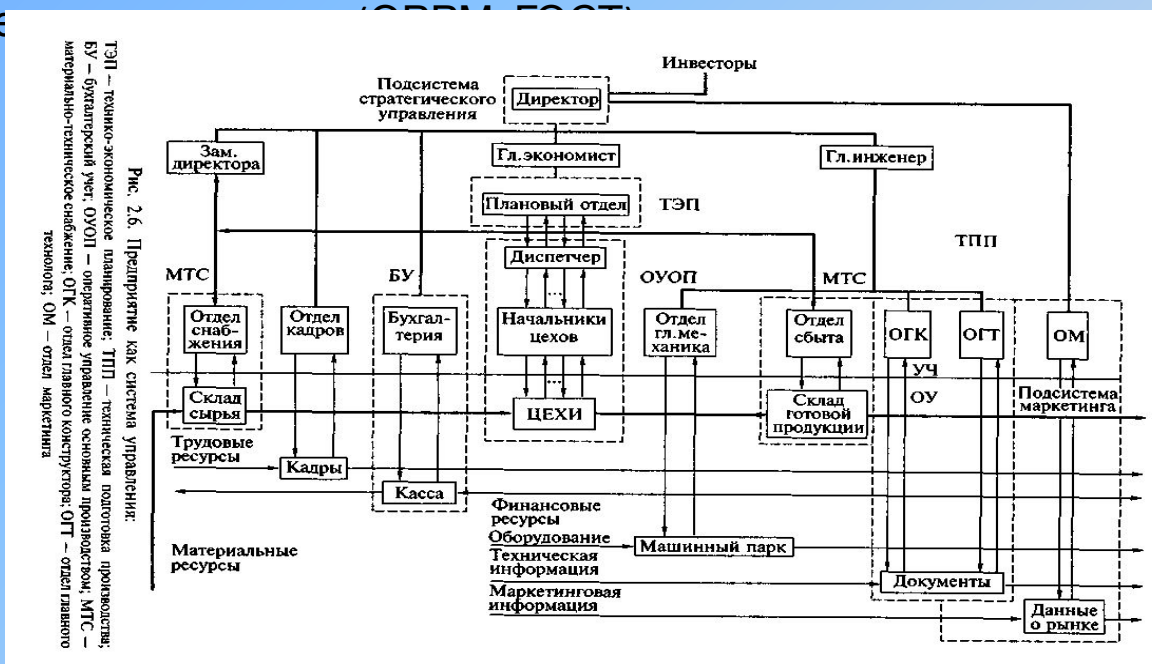 Инвесторы
Подсистема
стратегического
управления
Директор
Зам.
директора
Гл.экономист
Гл.инженер
Плановый отдел
ТЭП
ТПП
Диспетчер
МТС
БУ
ОУОП
МТС
Отдел
снаб-
жения
Отдел
кадров
Бухгал-
терия
Начальники
цехов
Отдел
гл.ме-
ханика
Отдел
сбыта
ОГК
ОГТ
ОМ
УЧ
ОУ
Подсистема
маркетинга
Склад
сырья
ЦЕХИ
Склад
готовой
продукции
Трудовые
ресурсы
Кадры
Касса
Финансовые
ресурсы
Оборудование
Машинный парк
Материальные
ресурсы
Техническая
информация
Документы
Маркетинговая
информация
Данные
о рынке
Рис. 2.6. Предприятие как система управления:
ТЭП — технико-экономическое планирование; ТПП — техническая подготовка производства;
БУ — бухгалтерский учет; ОУОП — оперативное управление основным производством; МТС —
материально-техническое снабжение; ОГК — отдел главного конструктора; ОГТ — отдел главного
технолога; ОМ — отдел маркетинга